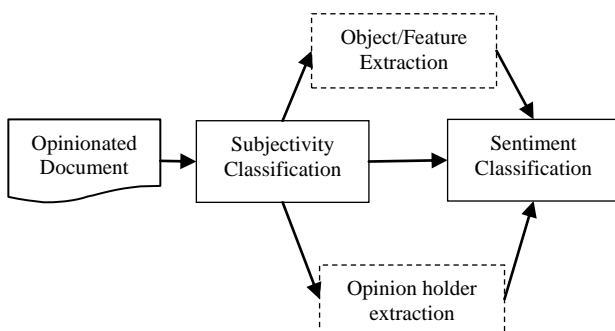 Object/Feature
Extraction
Opinionated
Document
Subjectivity
Classification
Sentiment
Classification
Opinion holder
extraction